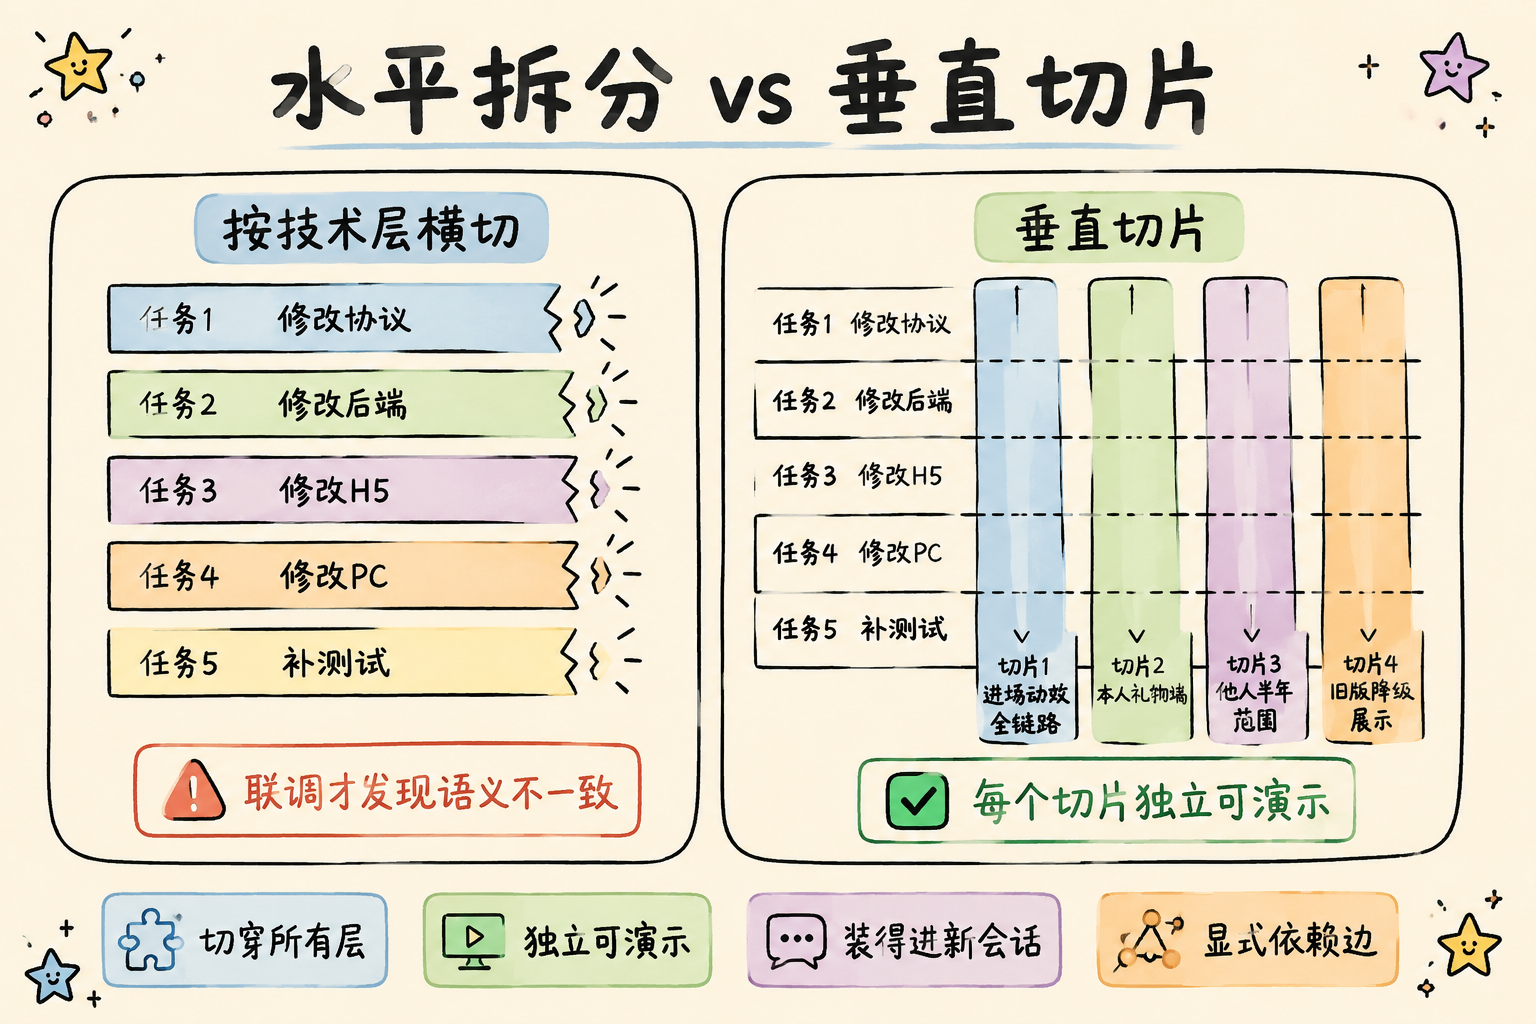 水平拆分 vs 垂直切片
按技术层横切
任务1 修改协议
任务2 修改后端
任务3 修改H5
任务4 修改PC
任务5 补测试
联调才发现语义不一致
垂直切片
任务1 修改协议
任务2 修改后端
任务3 修改H5
任务4 修改PC
任务5 补测试
切片1
进场动效
全链路
切片2
本人礼物端
切片3
他人半年
范围
切片4
旧版降级
展示
每个切片独立可演示
切穿所有层
独立可演示
装得进新会话
显式依赖边